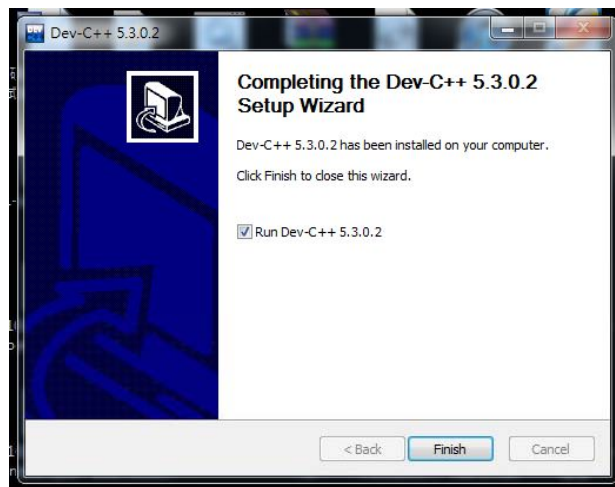 Dev-C++ 5.3.0.2
Completing the Dev-C++ 5.3.0.2
Setup Wizard
Dev-C++ 5.3.0.2 has been installed on your computer.
Click Finish to close this wizard.
Run Dev-C++ 5.3.0.2
< Back
Finish
Cancel